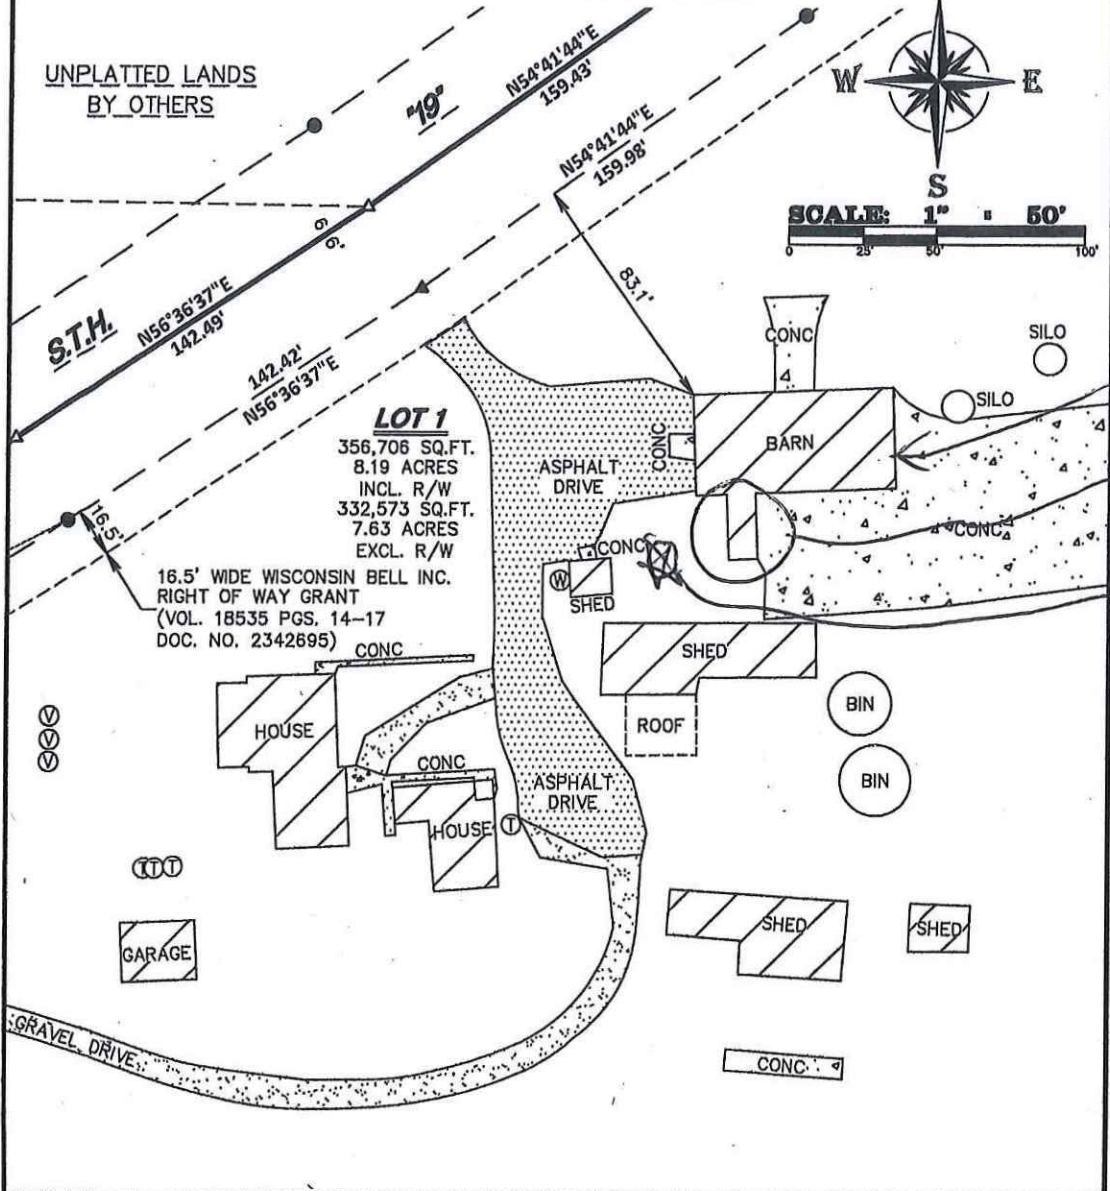 UNPLATTED LANDS
BY OTHERS
"19"
N54°41'44"E
159.43'
N54°41'44"E
159.98'
W
E
S
SCALE: 1" = 50'
0 25' 50' 100'
S.T.H.
N56°36'37"E
142.49'
142.42'
N56°36'37"E
83.1'
CONC
SILO
SILO
LOT 1
356,706 SQ.FT.
8.19 ACRES
INCL. R/W
332,573 SQ.FT.
7.63 ACRES
EXCL. R/W
CONC
BARN
ASPHALT
DRIVE
16.5'
CONC
CONC
W
SHED
16.5' WIDE WISCONSIN BELL INC.
RIGHT OF WAY GRANT
(VOL. 18535 PGS. 14-17
DOC. NO. 2342695)
CONC
SHED
HOUSE
ROOF
BIN
BIN
V
V
V
CONC
ASPHALT
DRIVE
HOUSE
T
T T T
GARAGE
SHED
SHED
GRAVEL DRIVE
CONC